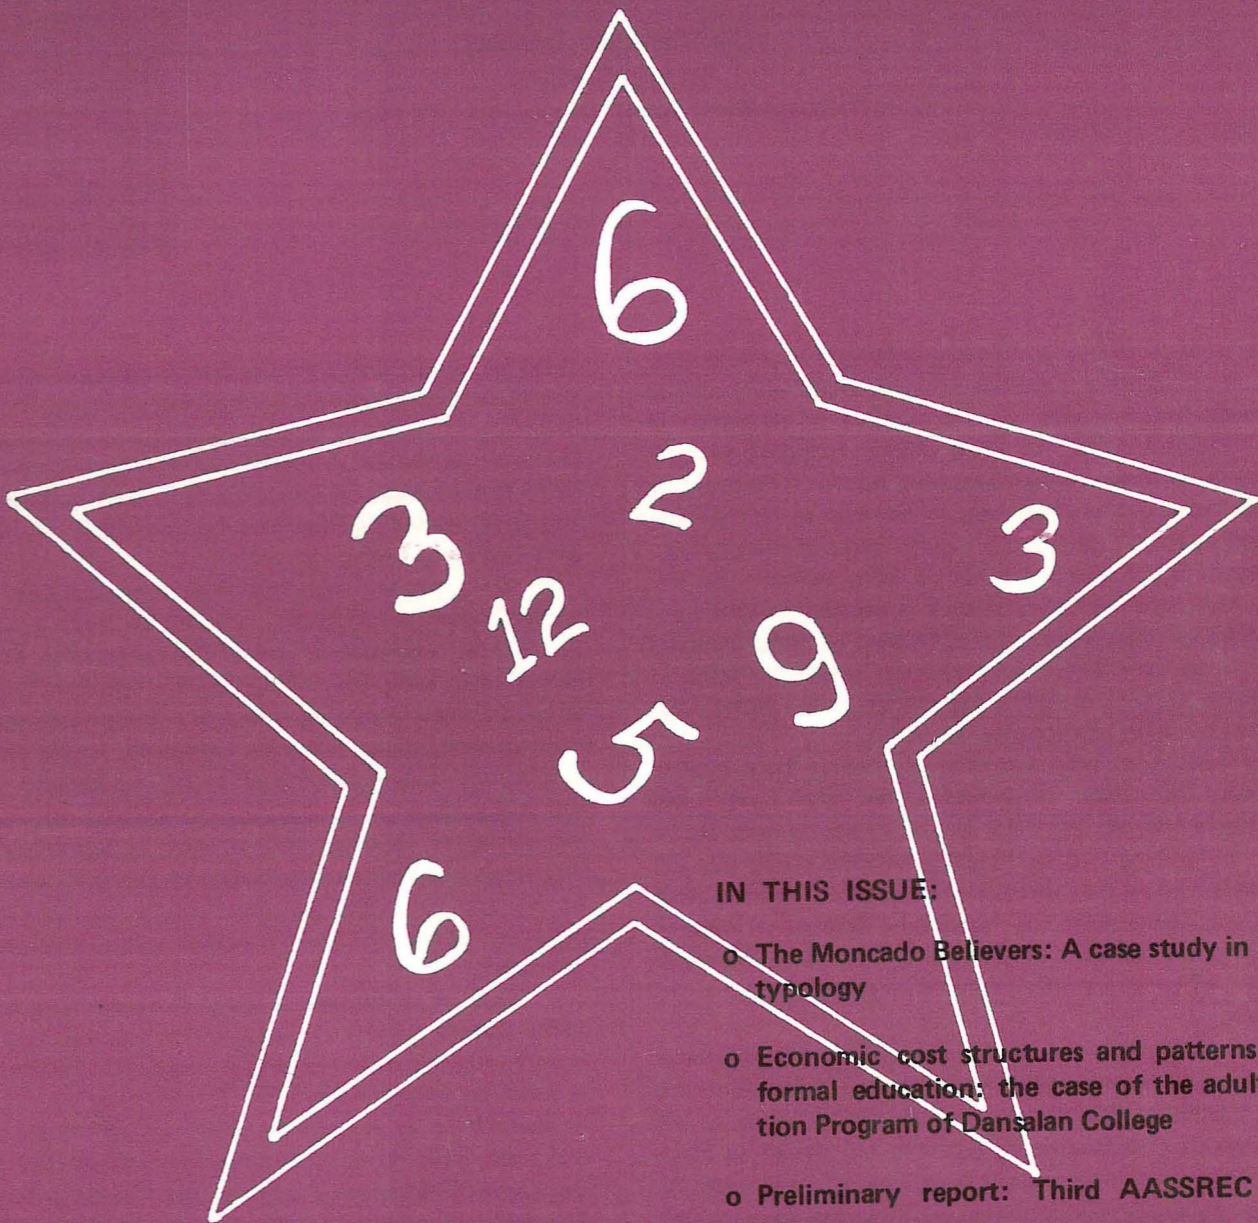 6
2
3
3
12
9
5
6
IN THIS ISSUE:
o The Moncado Believers: A case study in
typology
o Economic cost structures and patterns
formal education: the case of the adul
tion Program of Dansalan College
o Preliminary report: Third AASSREC